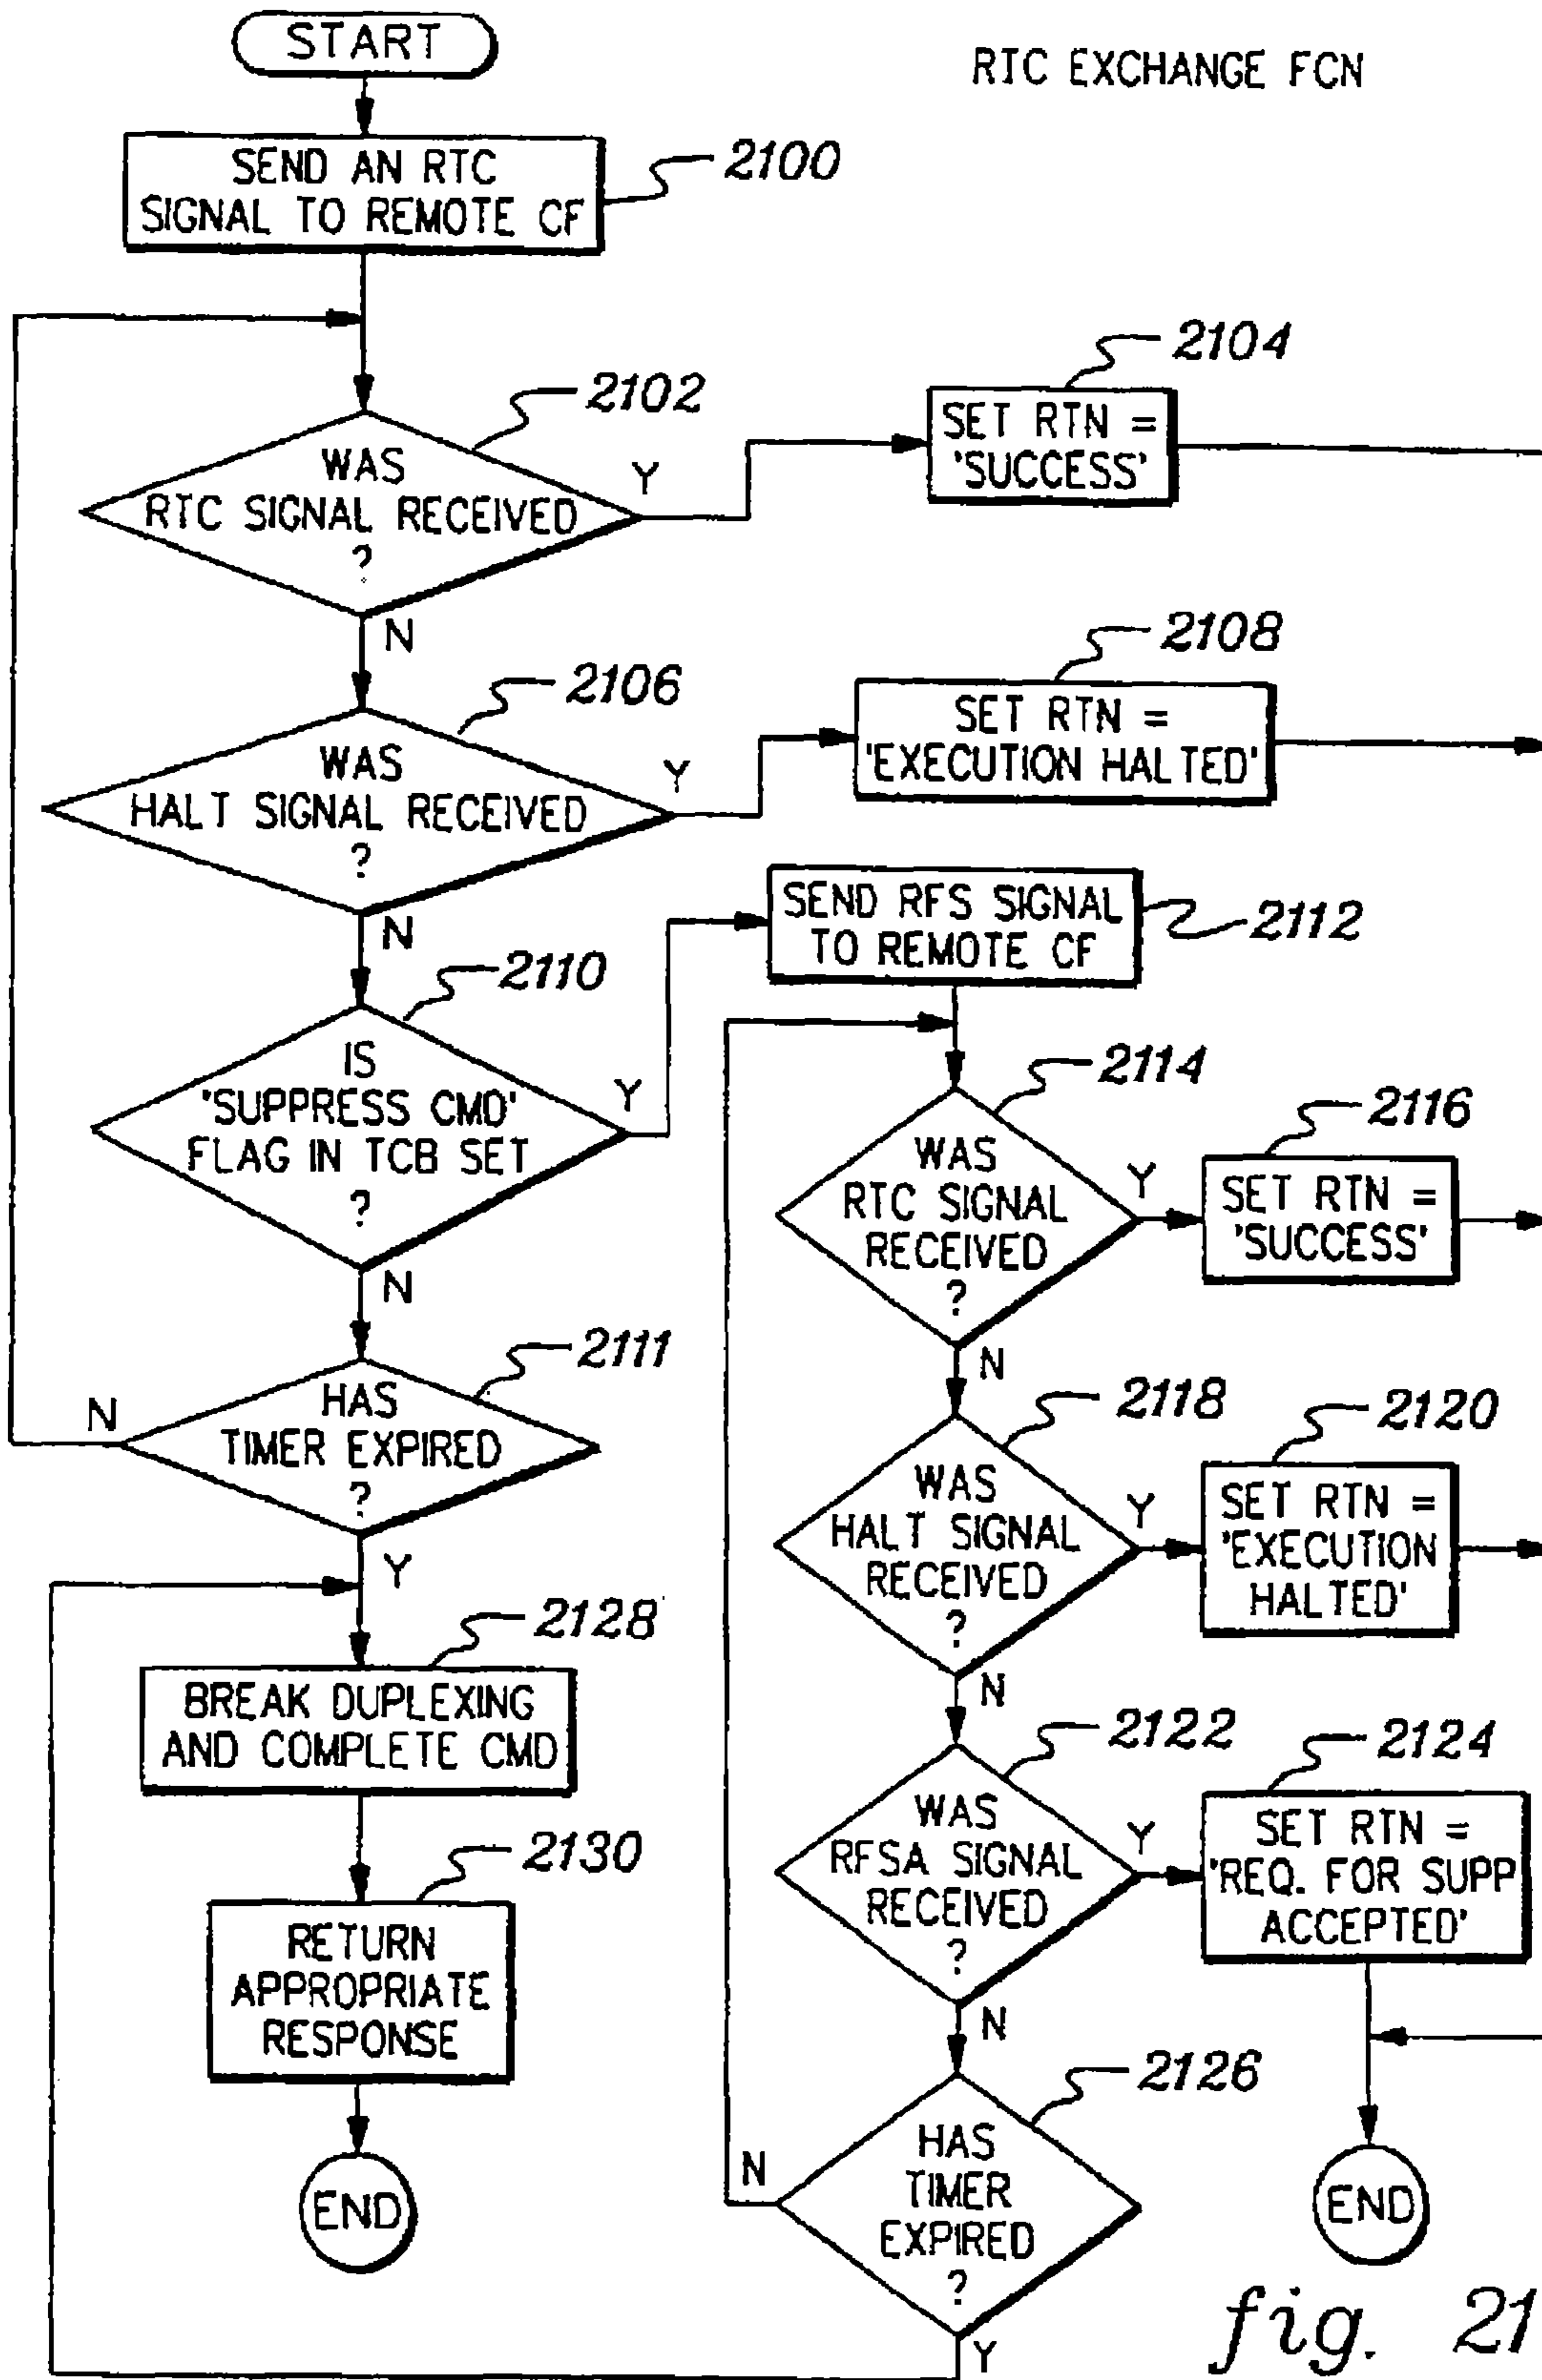 START
RTC EXCHANGE FCN
SEND AN RTC
SIGNAL TO REMOTE CF
2100
WAS
RTC SIGNAL RECEIVED
?
2102
Y
N
SET RTN =
'SUCCESS'
2104
WAS
HALT SIGNAL RECEIVED
?
2106
Y
N
SET RTN =
'EXECUTION HALTED'
2108
IS
'SUPPRESS CMD'
FLAG IN TCB SET
?
2110
Y
N
SEND RFS SIGNAL
TO REMOTE CF
2112
HAS
TIMER EXPIRED
?
2111
N
Y
WAS
RTC SIGNAL
RECEIVED
?
2114
Y
N
SET RTN =
'SUCCESS'
2116
WAS
HALT SIGNAL
RECEIVED
?
2118
Y
N
SET RTN =
'EXECUTION
HALTED'
2120
WAS
RFSA SIGNAL
RECEIVED
?
2122
Y
N
SET RTN =
'REQ. FOR SUPP
ACCEPTED'
2124
HAS
TIMER
EXPIRED
?
2126
N
Y
BREAK DUPLEXING
AND COMPLETE CMD
2128
RETURN
APPROPRIATE
RESPONSE
2130
END
END
fig. 21